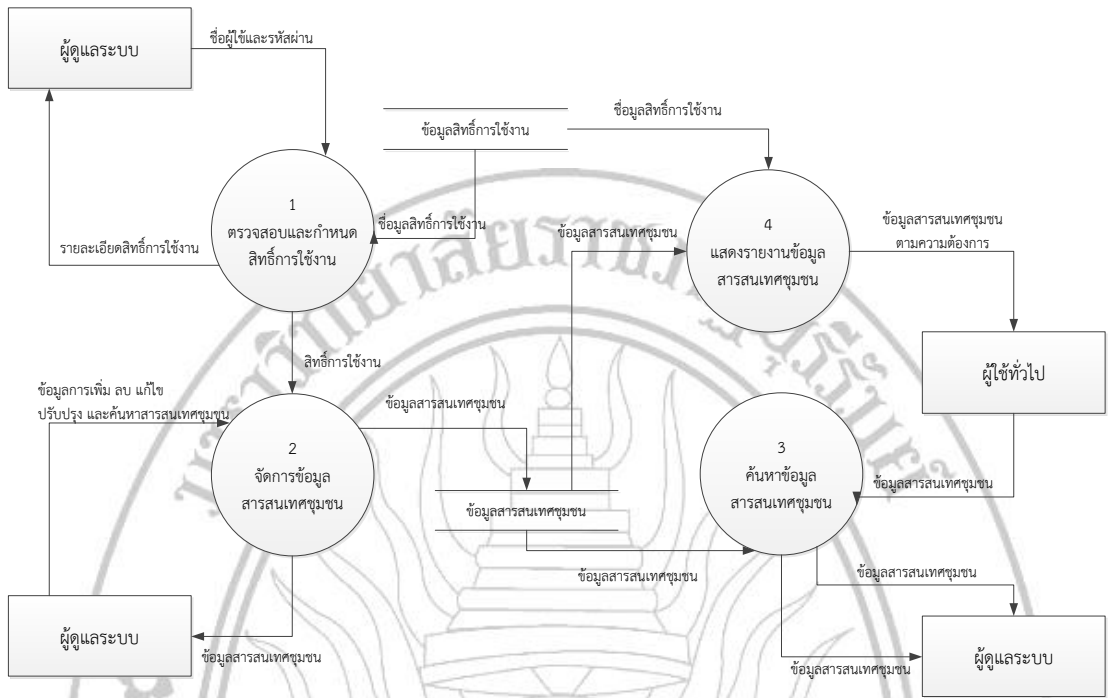 ผู้ดูแลระบบ
ชื่อผู้ใช้และรหัสผ่าน
ข้อมูลสิทธิ์การใช้งาน
ชื่อมูลสิทธิ์การใช้งาน
1
ตรวจสอบและกำหนด
สิทธิ์การใช้งาน
ชื่อมูลสิทธิ์การใช้งาน
รายละเอียดสิทธิ์การใช้งาน
ข้อมูลสารสนเทศชุมชน
4
แสดงรายงานข้อมูล
สารสนเทศชุมชน
ข้อมูลสารสนเทศชุมชน
ตามความต้องการ
สิทธิ์การใช้งาน
ผู้ใช้ทั่วไป
ข้อมูลการเพิ่ม ลบ แก้ไข
ปรับปรุง และค้นหาสารสนเทศชุมชน
2
จัดการข้อมูล
สารสนเทศชุมชน
ข้อมูลสารสนเทศชุมชน
3
ค้นหาข้อมูล
สารสนเทศชุมชน
ข้อมูลสารสนเทศชุมชน
ข้อมูลสารสนเทศชุมชน
ข้อมูลสารสนเทศชุมชน
ข้อมูลสารสนเทศชุมชน
ผู้ดูแลระบบ
ข้อมูลสารสนเทศชุมชน
ข้อมูลสารสนเทศชุมชน
ผู้ดูแลระบบ